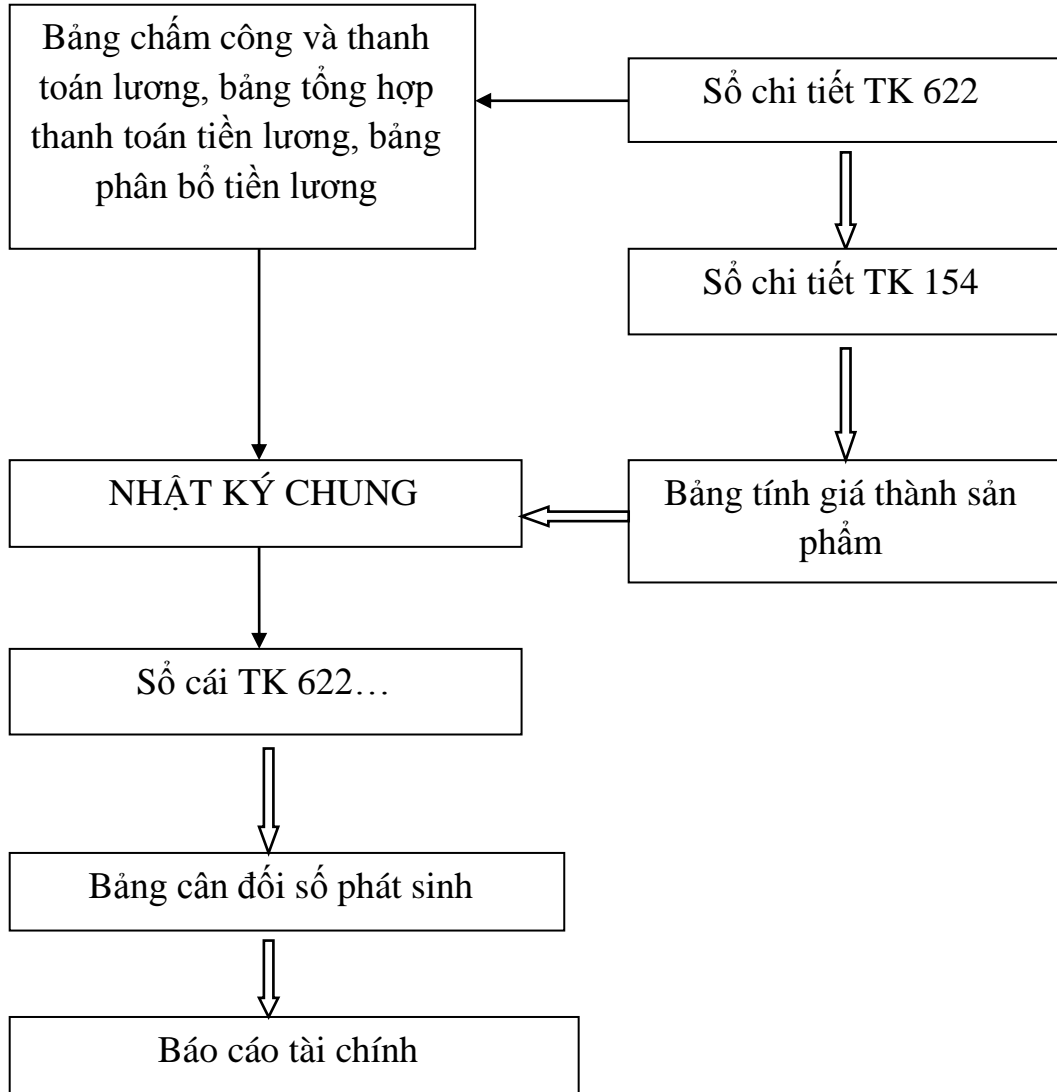 Bảng chấm công và thanh
toán lương, bảng tổng hợp
thanh toán tiền lương, bảng
phân bổ tiền lương
Sổ chi tiết TK 622
Sổ chi tiết TK 154
NHẬT KÝ CHUNG
Bảng tính giá thành sản
phẩm
Sổ cái TK 622…
Bảng cân đối số phát sinh
Báo cáo tài chính